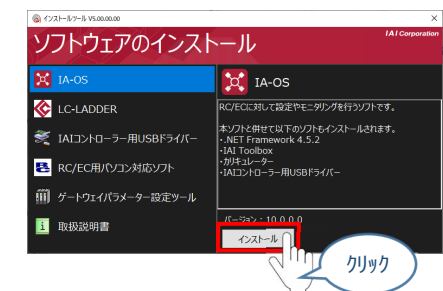 インストールツール V5.00.00.00
ソフトウェアのインストール
IAI Corporation
IA-OS
LC-LADDER
IAIコントローラー用USBドライバー
RC/EC用パソコン対応ソフト
ゲートウェイパラメーター設定ツール
取扱説明書
IA-OS
RC/ECに対して設定やモニタリングを行うソフトです。
本ソフトと併せて以下のソフトもインストールされます。
・.NET Framework 4.5.2
・IAI Toolbox
・カリキュレーター
・IAIコントローラー用USBドライバー
バージョン：10.0.0.0
インストール
クリック